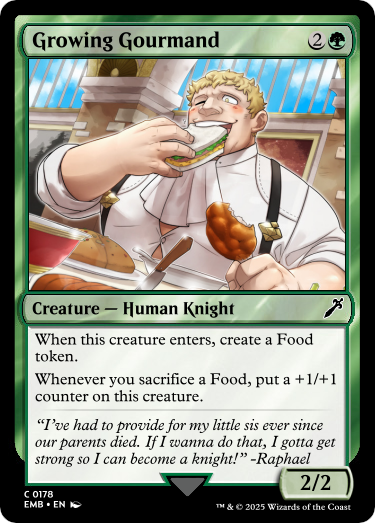 Growing Gourmand 2
Creature — Human Knight
When this creature enters, create a Food
token.
Whenever you sacrifice a Food, put a +1/+1
counter on this creature.
“I’ve had to provide for my little sis ever since
our parents died. If I wanna do that, I gotta get
strong so I can become a knight!” -Raphael
2/2
C 0178
EMB • EN
™ & © 2025 Wizards of the Coast